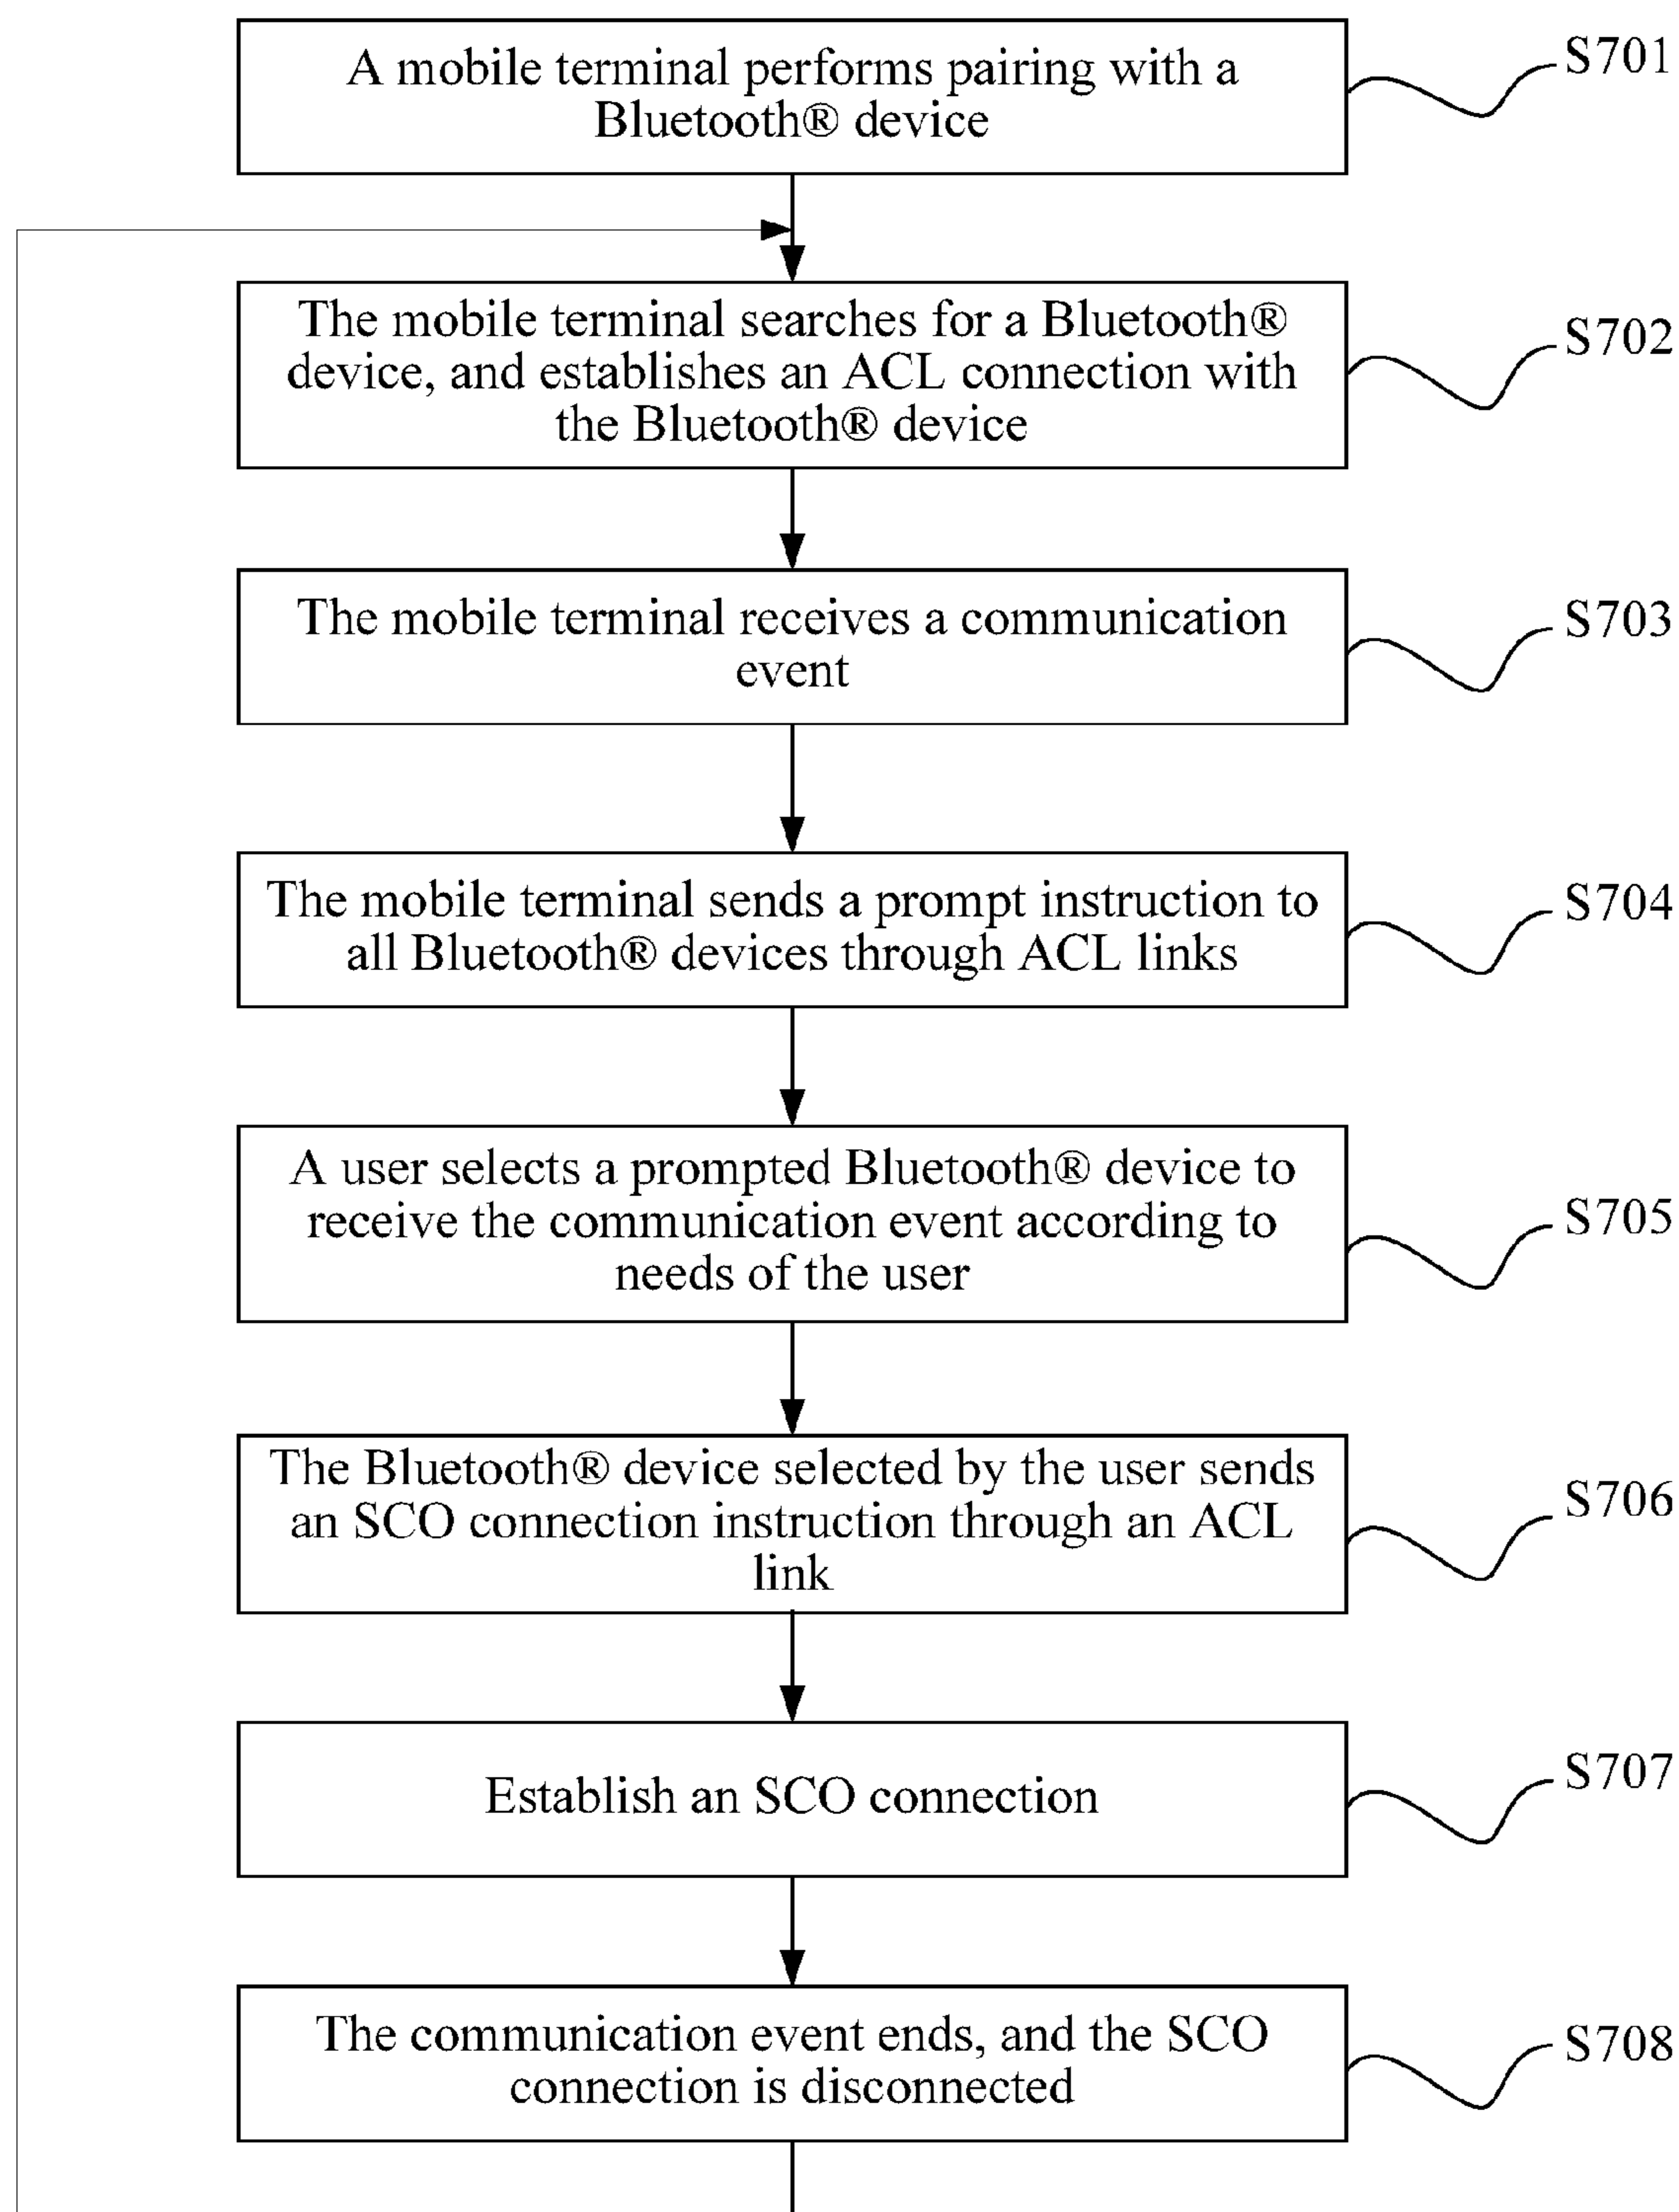 A mobile terminal performs pairing with a
Bluetooth® device
S701
The mobile terminal searches for a Bluetooth®
device, and establishes an ACL connection with
the Bluetooth® device
S702
The mobile terminal receives a communication
event
S703
The mobile terminal sends a prompt instruction to
all Bluetooth® devices through ACL links
S704
A user selects a prompted Bluetooth® device to
receive the communication event according to
needs of the user
S705
The Bluetooth® device selected by the user sends
an SCO connection instruction through an ACL
link
S706
Establish an SCO connection
S707
The communication event ends, and the SCO
connection is disconnected
S708